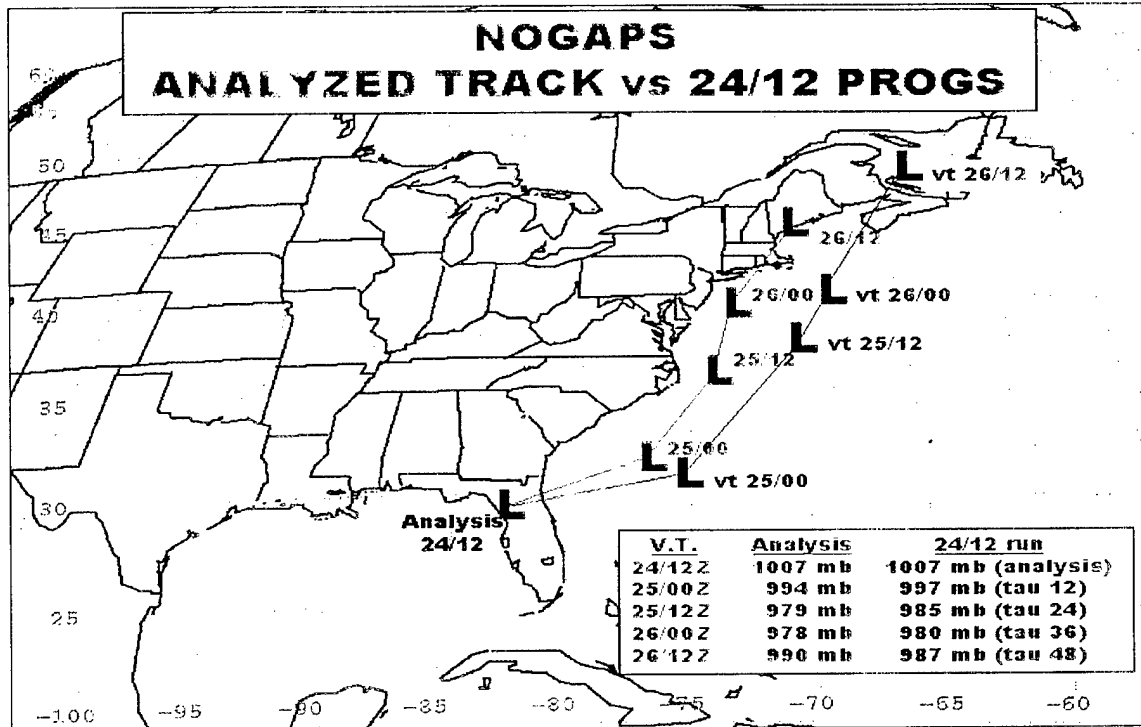 NOGAPS
ANALYZED TRACK vs 24/12 PROGS
50
L vt 26/12
45
L 26/12
L 26/00
L vt 26/00
40
L vt 25/12
L 25/12
35
L 25/00
L vt 25/00
30
L
Analysis
24/12
V.T. Analysis 24/12 run
24/12Z 1007 mb 1007 mb (analysis)
25/00Z 994 mb 997 mb (tau 12)
25/12Z 979 mb 985 mb (tau 24)
26/00Z 978 mb 980 mb (tau 36)
26/12Z 990 mb 987 mb (tau 48)
25
-100 -95 -90 -85 -80 -75 -70 -65 -60